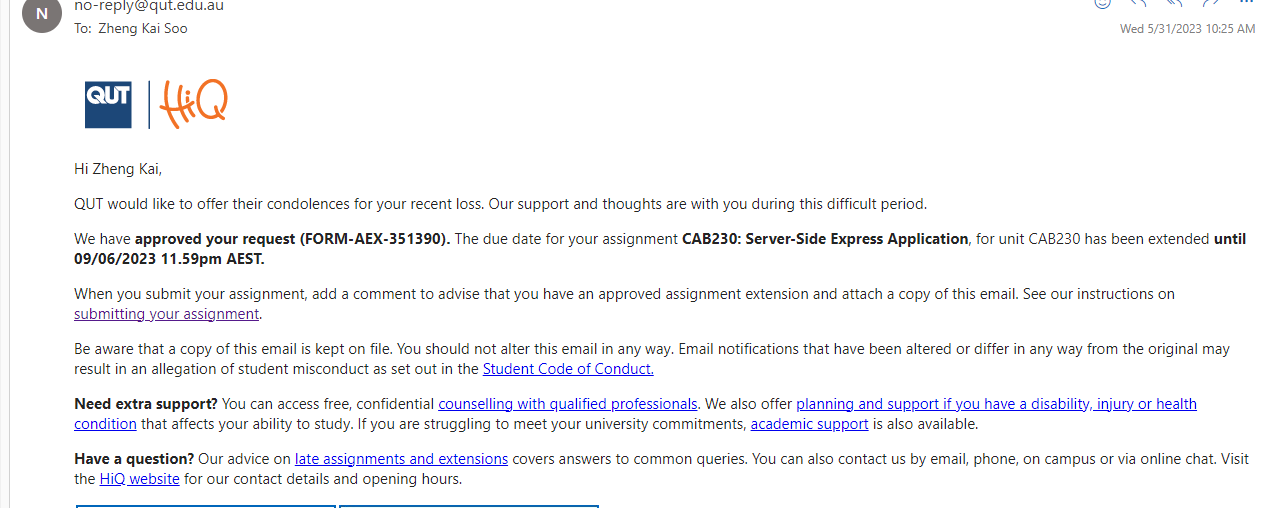 no-reply@qut.edu.au
N
To: Zheng Kai Soo
Wed 5/31/2023 10:25 AM
QUT HiQ
Hi Zheng Kai,
QUT would like to offer their condolences for your recent loss. Our support and thoughts are with you during this difficult period.
We have approved your request (FORM-AEX-351390). The due date for your assignment CAB230: Server-Side Express Application, for unit CAB230 has been extended until
09/06/2023 11.59pm AEST.
When you submit your assignment, add a comment to advise that you have an approved assignment extension and attach a copy of this email. See our instructions on
submitting your assignment.
Be aware that a copy of this email is kept on file. You should not alter this email in any way. Email notifications that have been altered or differ in any way from the original may
result in an allegation of student misconduct as set out in the Student Code of Conduct.
Need extra support? You can access free, confidential counselling with qualified professionals. We also offer planning and support if you have a disability, injury or health
condition that affects your ability to study. If you are struggling to meet your university commitments, academic support is also available.
Have a question? Our advice on late assignments and extensions covers answers to common queries. You can also contact us by email, phone, on campus or via online chat. Visit
the HiQ website for our contact details and opening hours.